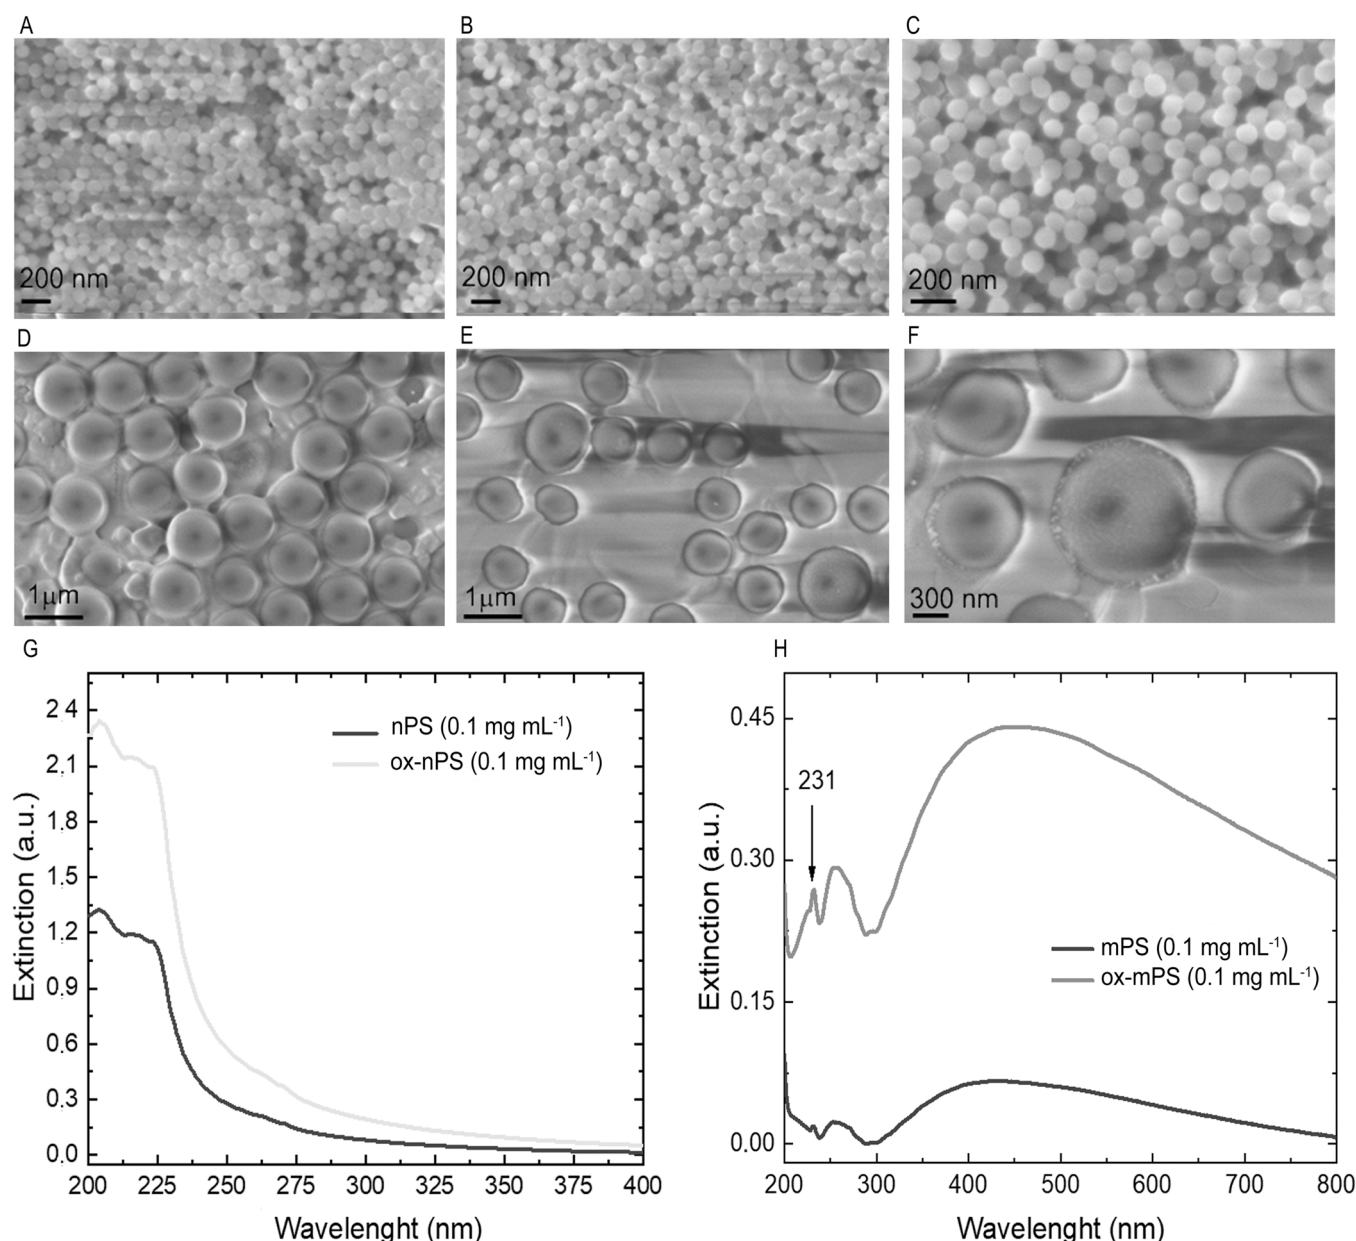 A
B
C
200 nm
200 nm
200 nm
D
E
F
1μm
1μm
300 nm
G
H
2 4
2.1
1.8
1.5
1.2
0.9
0.6
0.3
0.0
Extinction (a.u.)
nPS (0.1 mg mL-1)
ox-nPS (0.1 mg mL-1)
200 225 250 275 300 325 350 375 400
Wavelenght (nm)
0.45
0.30
0.15
0.00
Extinction (a.u.)
231
mPS (0.1 mg mL-1)
ox-mPS (0.1 mg mL-1)
200 300 400 500 600 700 800
Wavelenght (nm)